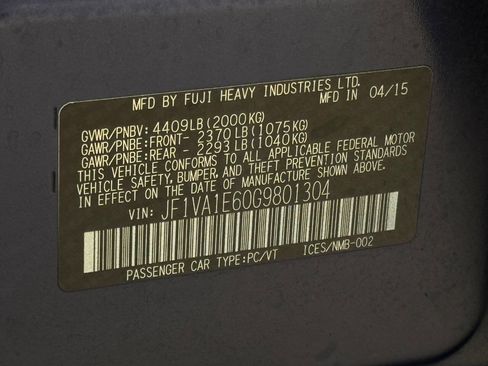 MFD BY FUJI HEAVY INDUSTRIES LTD.
MFD IN 04/15
GVWR/PNBV: 4409LB(2000KG)
GAWR/PNBE:FRONT- 2370LB(1075KG)
GAWR/PNBE:REAR - 2293LB(1040KG)
THIS VEHICLE CONFORMS TO ALL APPLICABLE FEDERAL MOTOR
VEHICLE SAFETY, BUMPER, AND THEFT PREVENTION STANDARDS
IN EFFECT ON THE DATE OF MANUFACTURE SHOWN ABOVE.
VIN: JF1VA1E60G9801304
PASSENGER CAR TYPE:PC/VT ICES/NMB-002